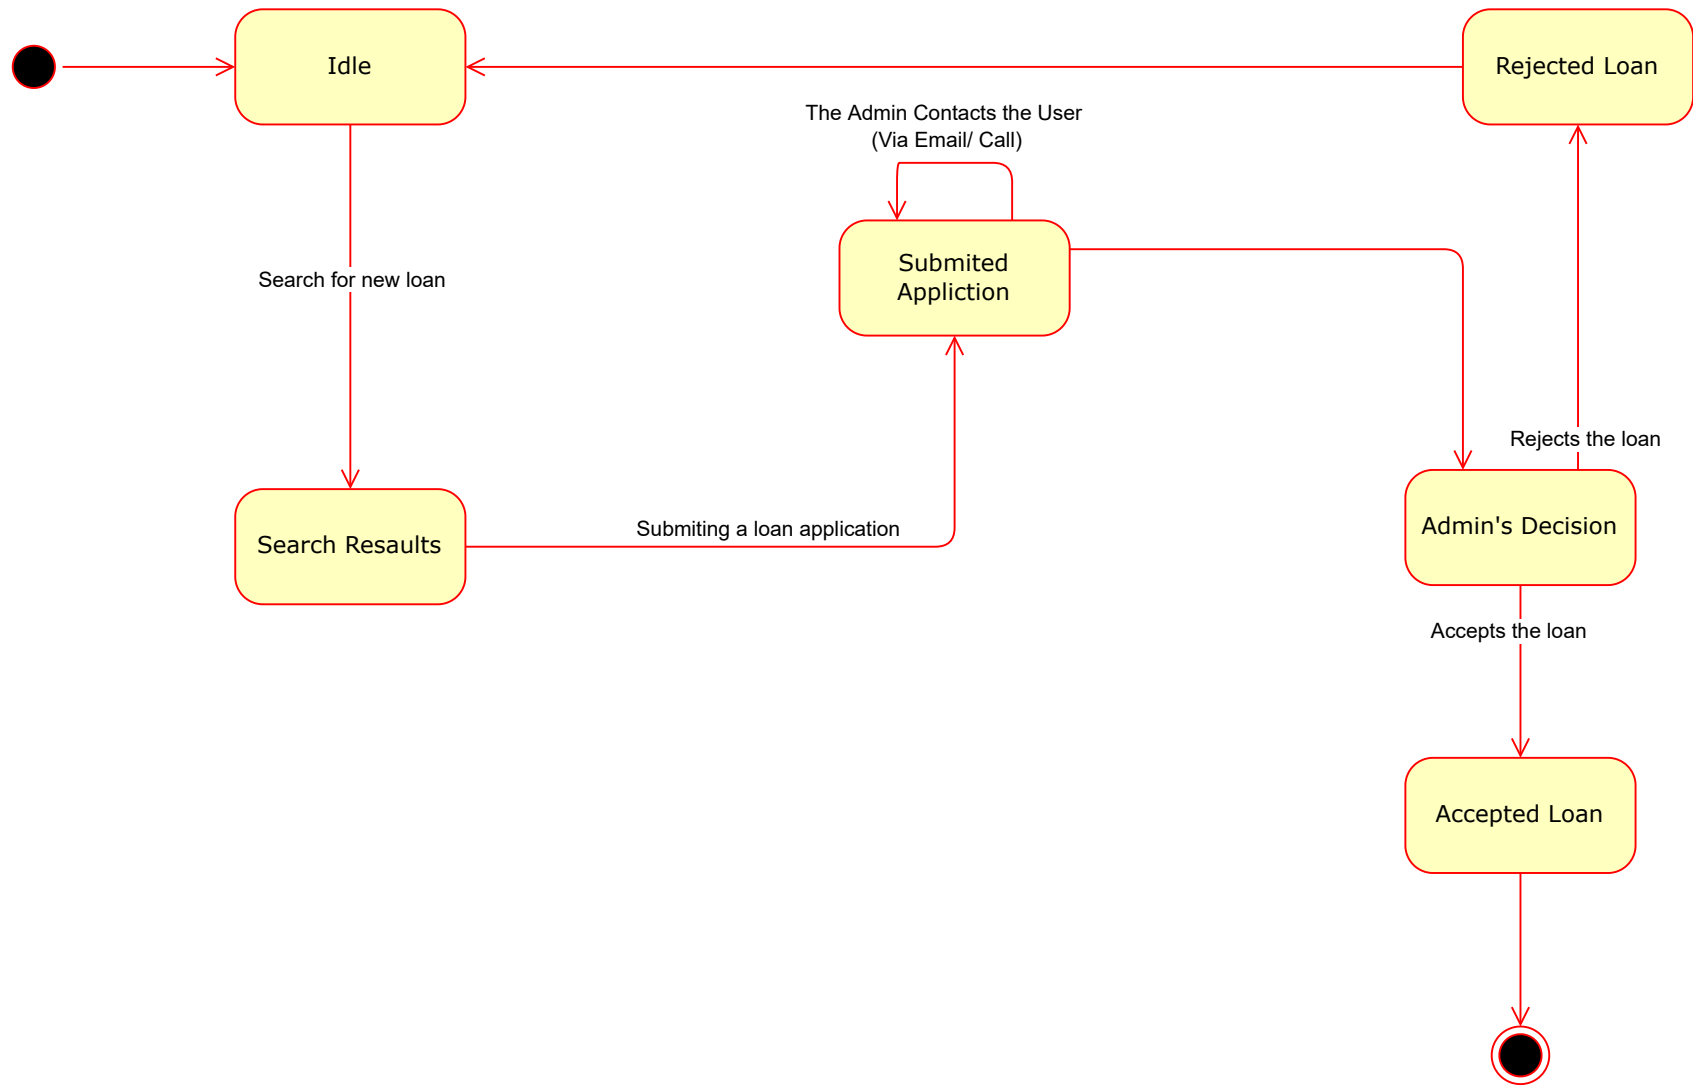 Idle
Rejected Loan
The Admin Contacts the User
(Via Email/ Call)
Submited
Appliction
Search for new loan
Rejects the loan
Search Resaults
Submiting a loan application
Admin's Decision
Accepts the loan
Accepted Loan